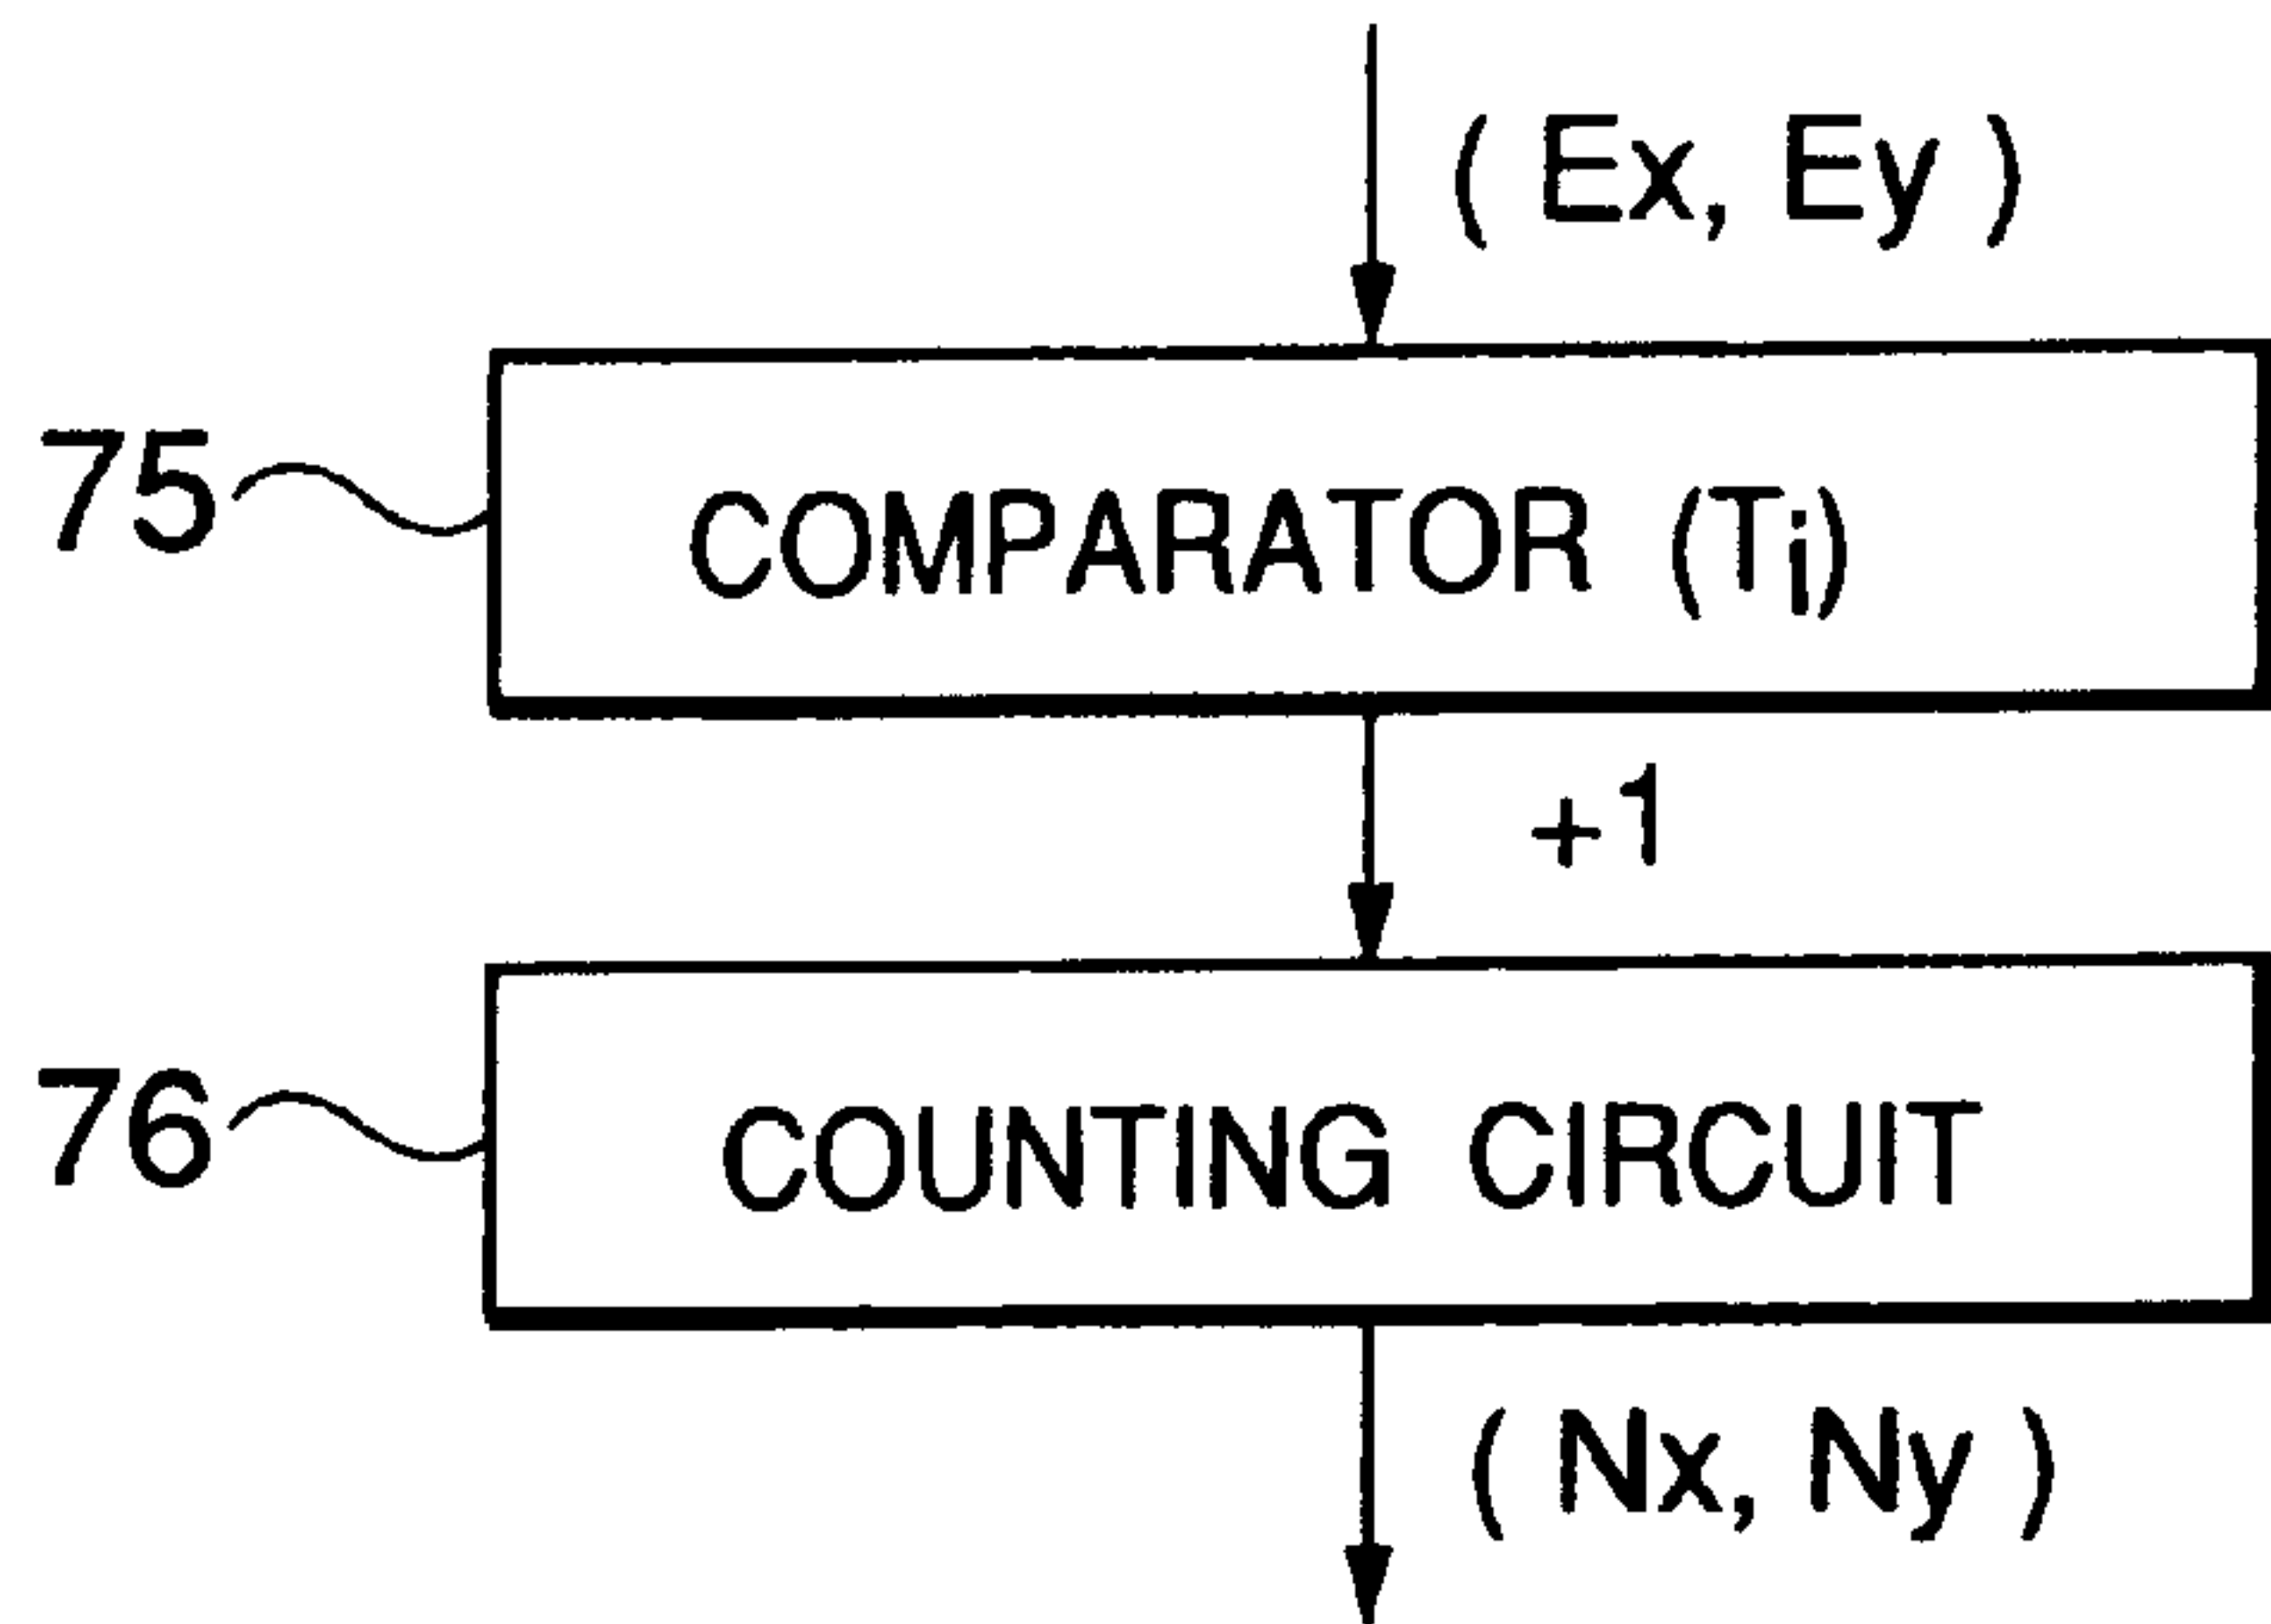 ( Ex, Ey )
75
COMPARATOR (Ti)
+1
76
COUNTING CIRCUIT
( Nx, Ny )